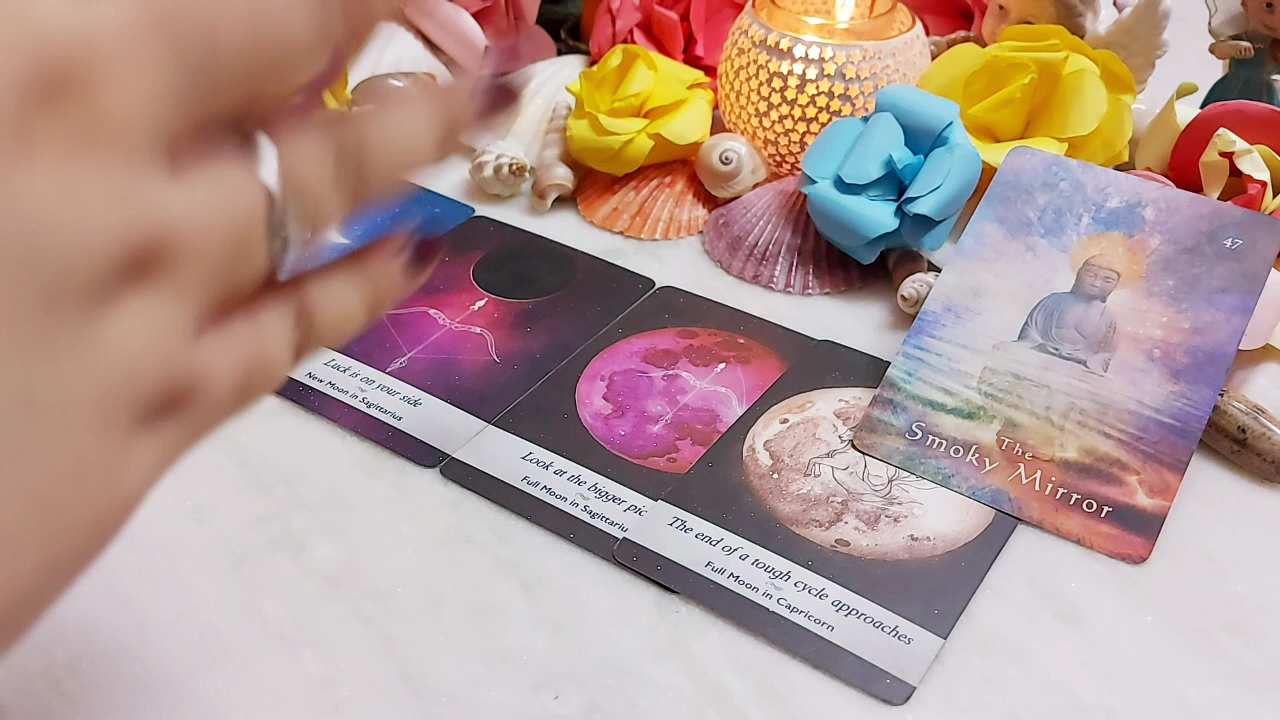 Luck is on your side
New Moon in Sagittarius
Look at the bigger pic
Full Moon in Sagittariu
The end of a tough cycle approaches
Full Moon in Capricorn
47
The
Smoky Mirror